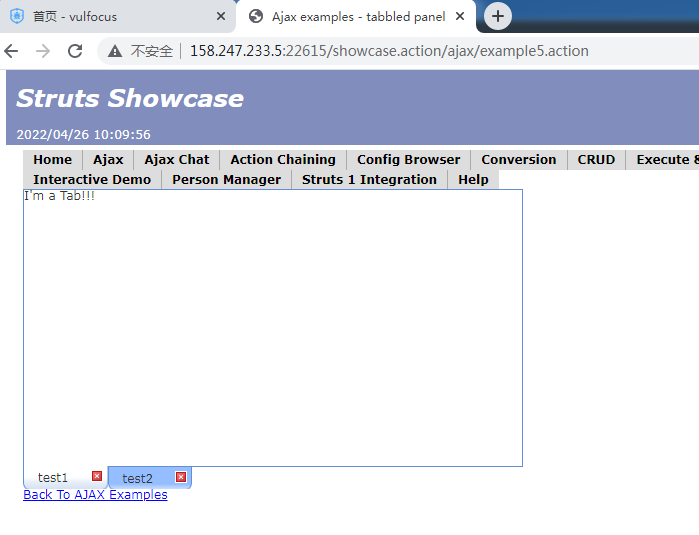 首页 - vulfocus
Ajax examples - tabbled panel
不安全 158.247.233.5:22615/showcase.action/ajax/example5.action
Struts Showcase
2022/04/26 10:09:56
Home Ajax Ajax Chat Action Chaining Config Browser Conversion CRUD Execute &
Interactive Demo Person Manager Struts 1 Integration Help
I'm a Tab!!!
test1 test2
Back To AJAX Examples